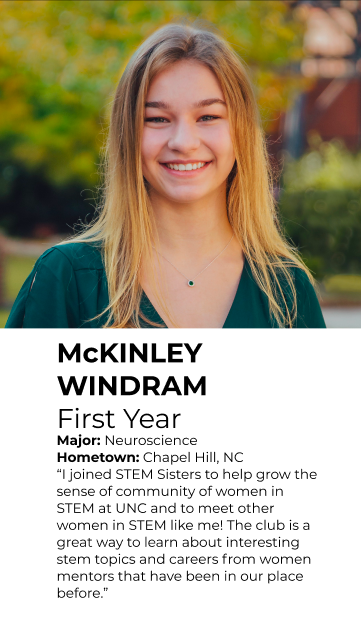 McKINLEY
WINDRAM
First Year
Major: Neuroscience
Hometown: Chapel Hill, NC
“I joined STEM Sisters to help grow the
sense of community of women in
STEM at UNC and to meet other
women in STEM like me! The club is a
great way to learn about interesting
stem topics and careers from women
mentors that have been in our place
before.”